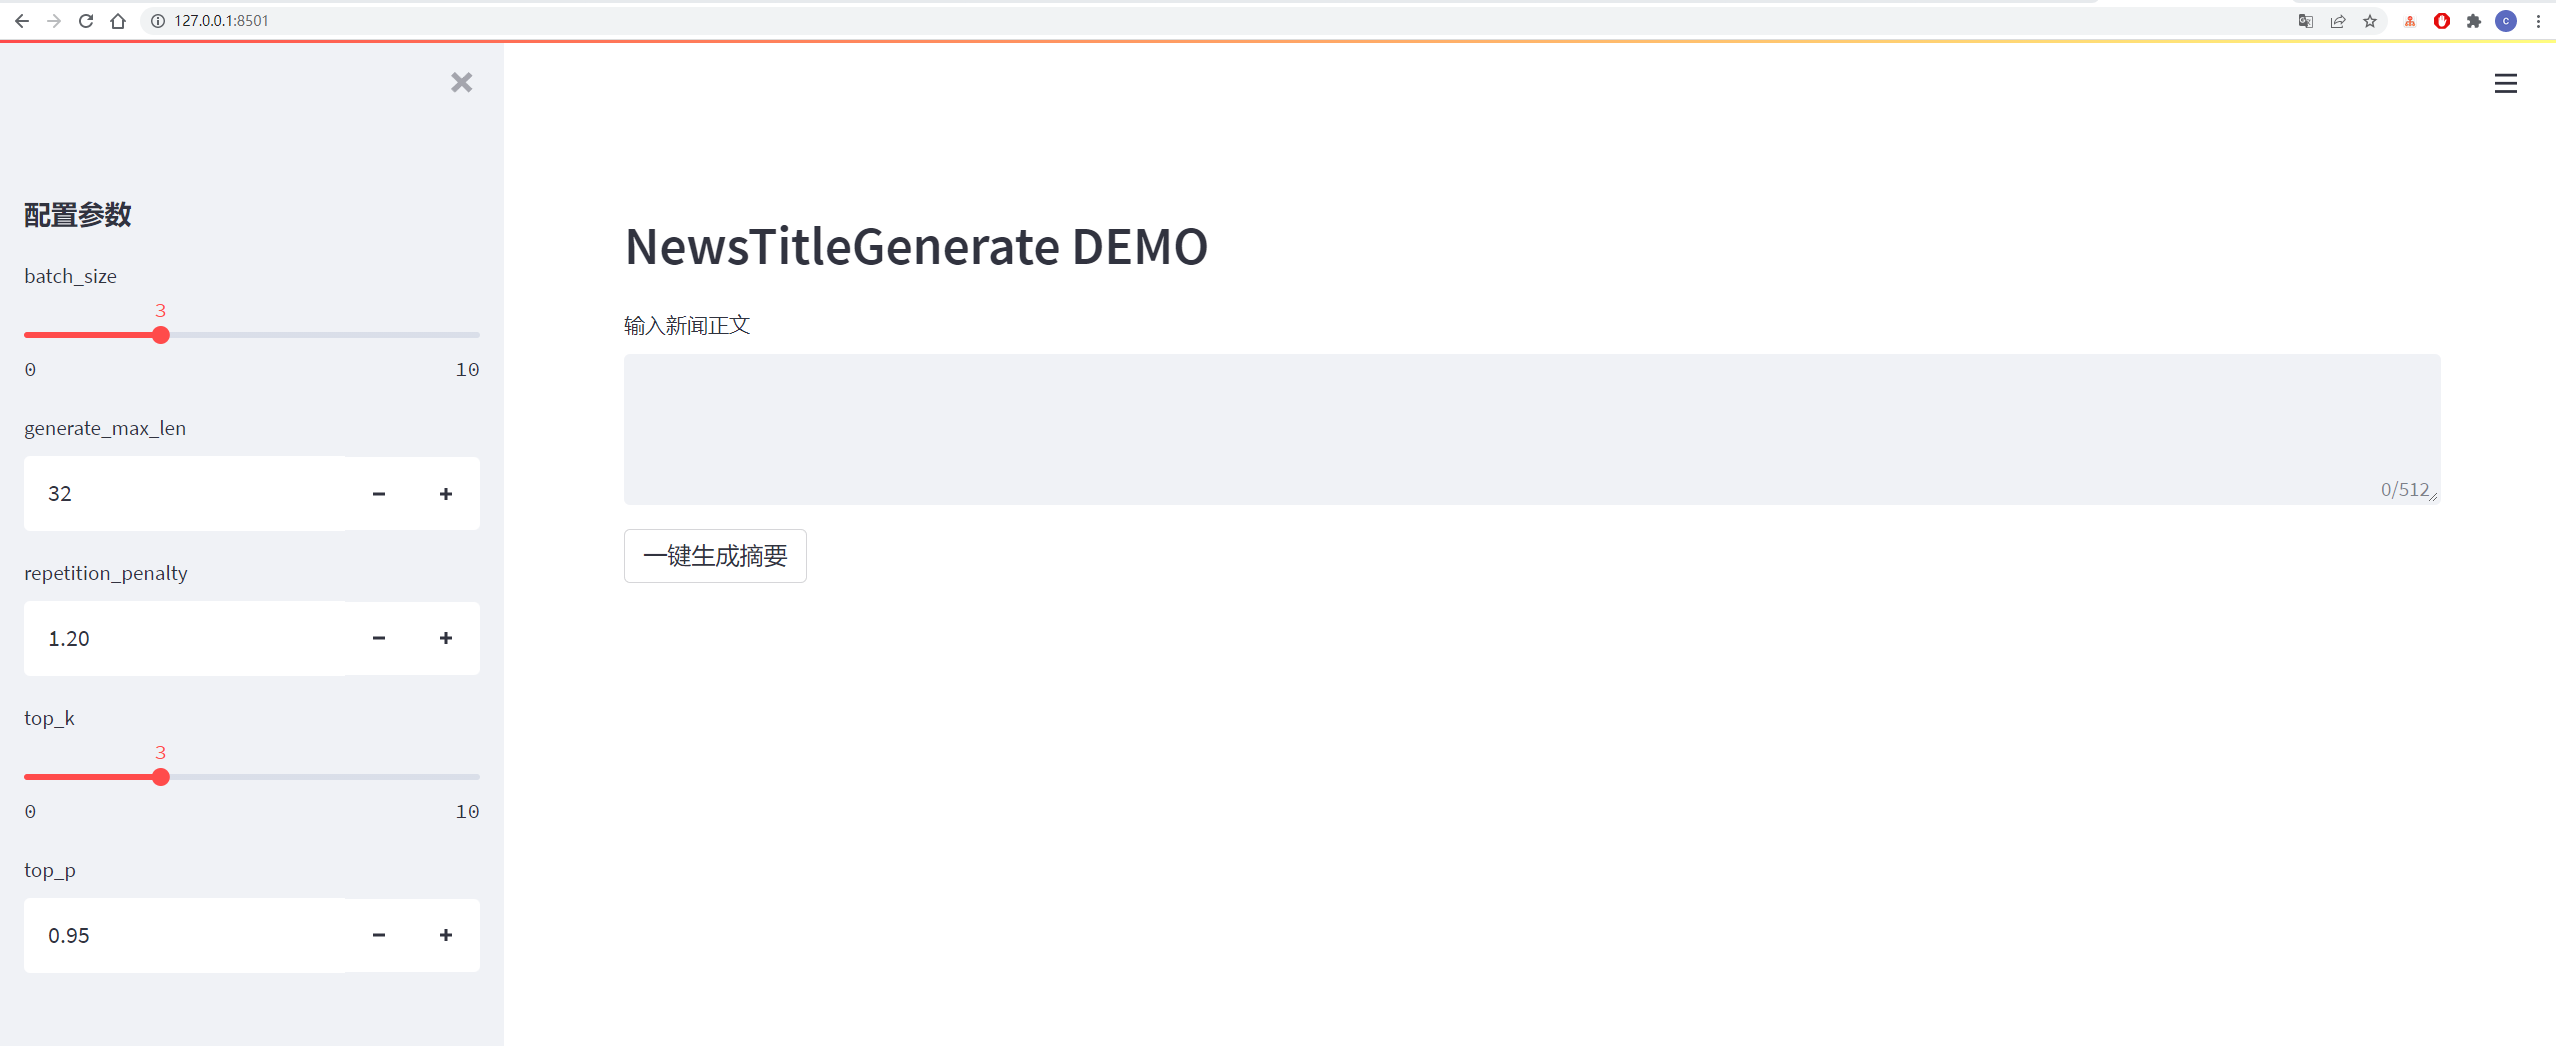 127.0.0.1:8501
c
配置参数
batch_size
3
0 10
generate_max_len
32
repetition_penalty
1.20
top_k
3
0 10
top_p
0.95
NewsTitleGenerate DEMO
输入新闻正文
0/512
一键生成摘要